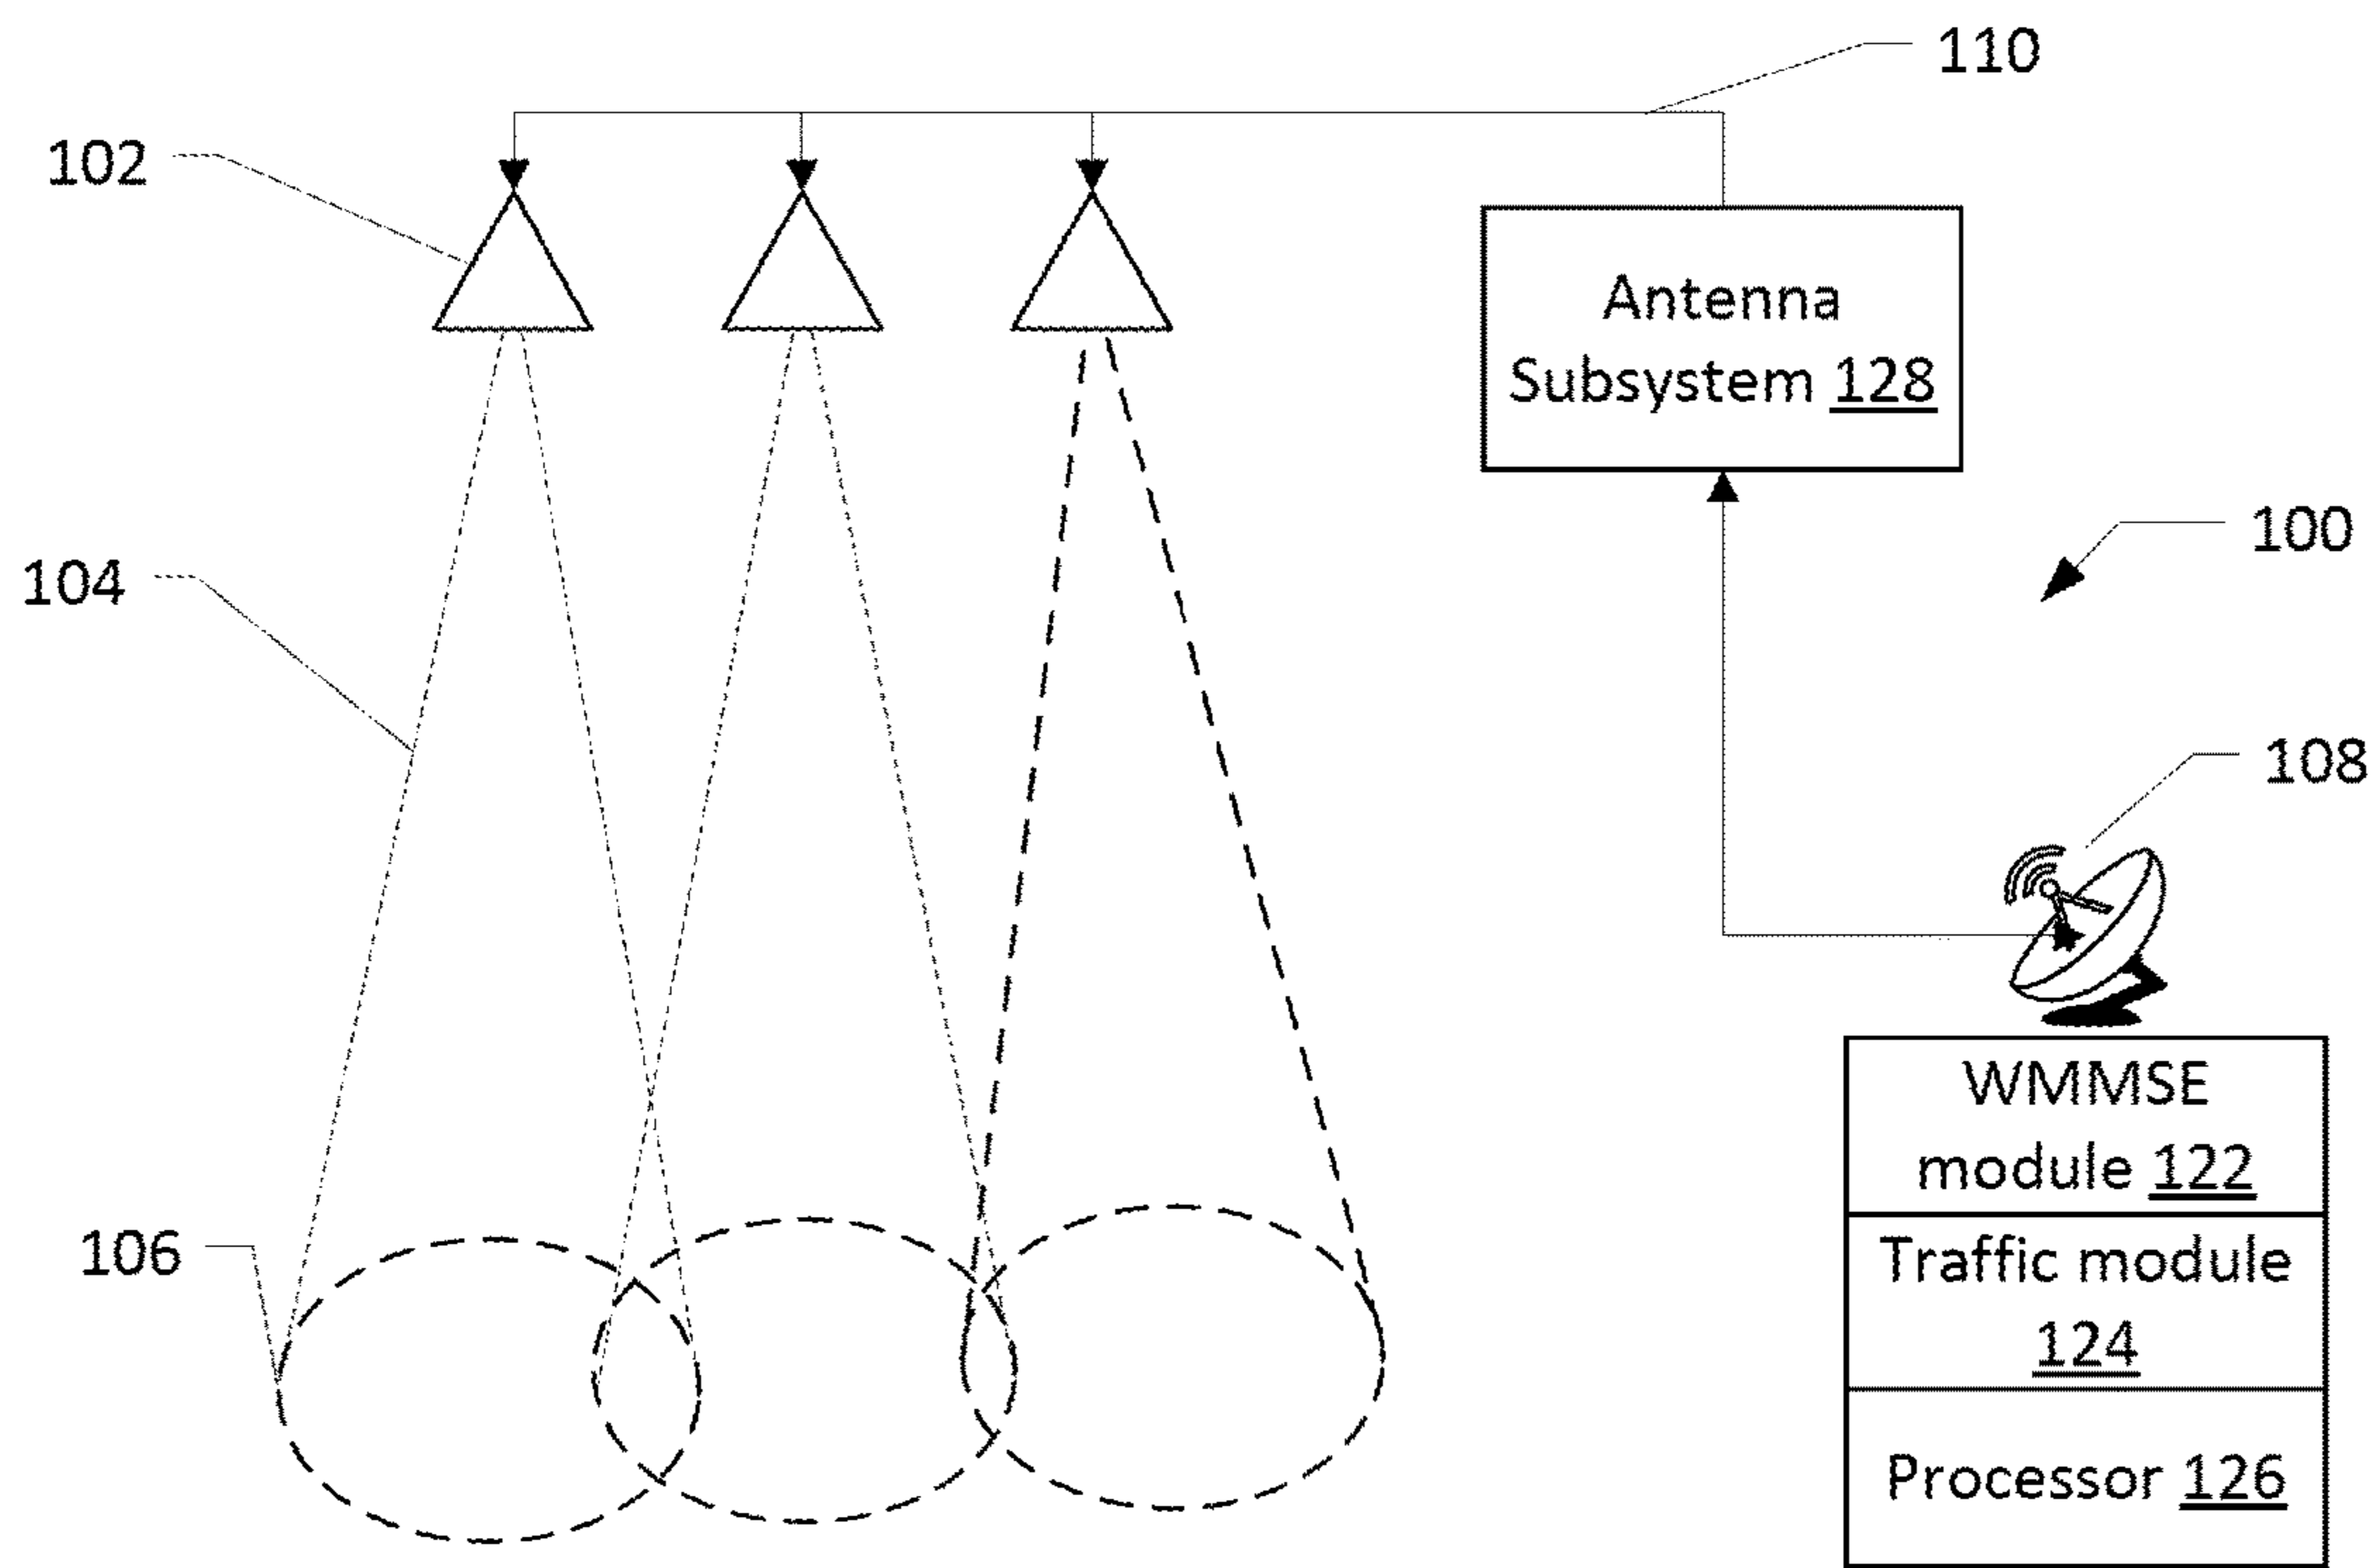 110
102
Antenna
Subsystem 128
100
104
108
WMMSE
module 122
106
Traffic module
124
Processor 126